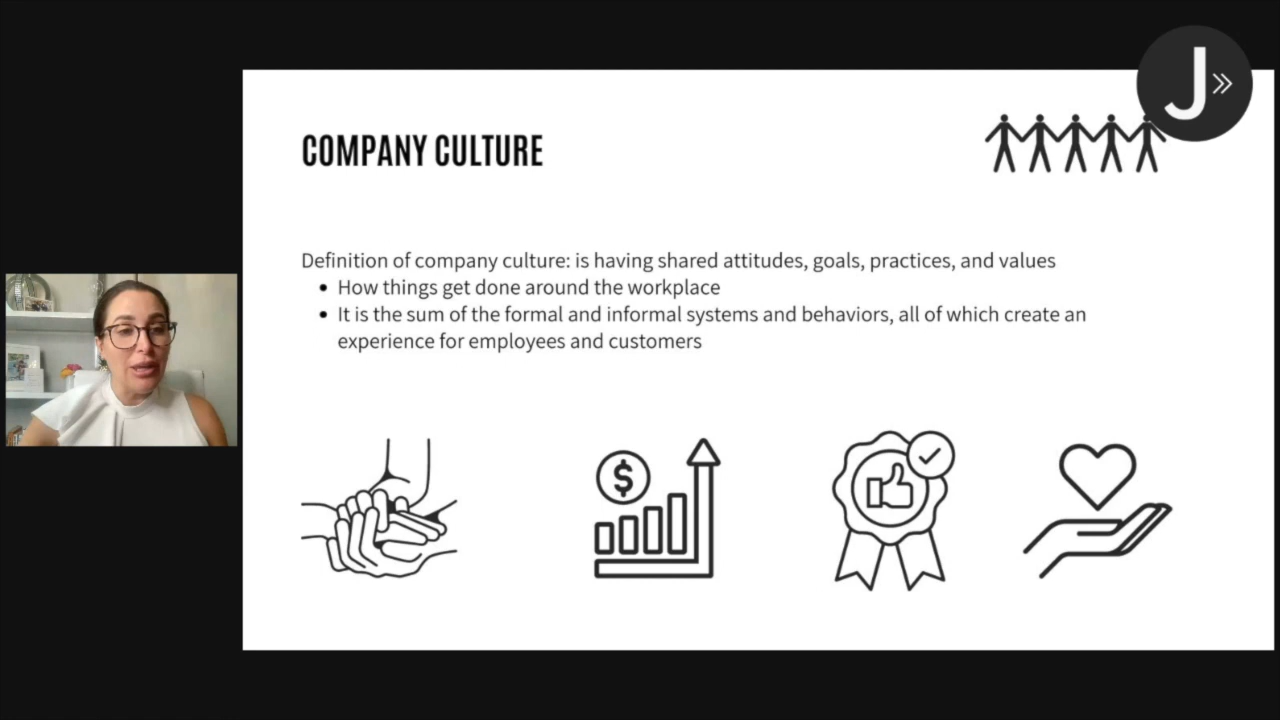 J»
COMPANY CULTURE
Definition of company culture: is having shared attitudes, goals, practices, and values
• How things get done around the workplace
• It is the sum of the formal and informal systems and behaviors, all of which create an
experience for employees and customers
$